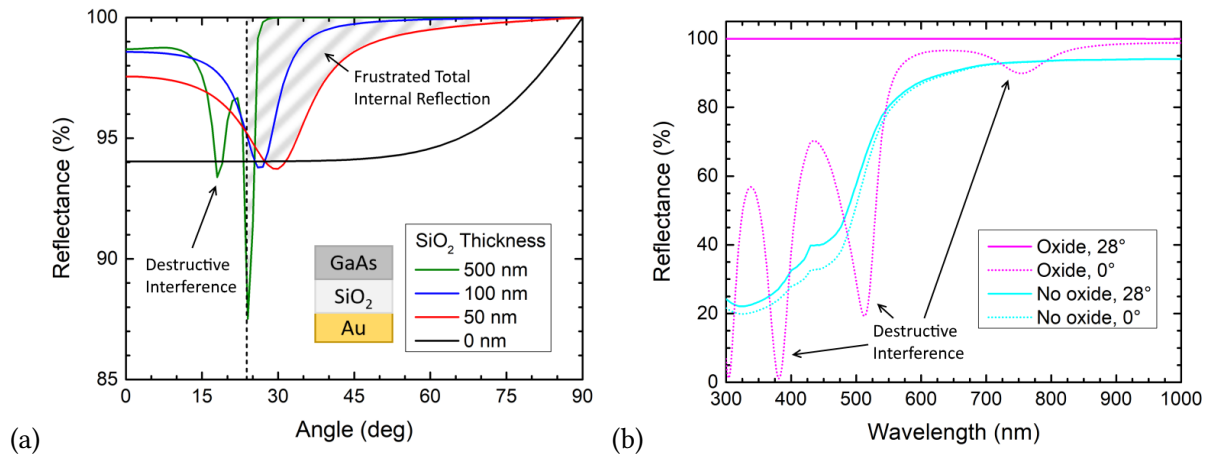 100
95
90
85
Reflectance (%)
0
15
30
45
60
75
90
Angle (deg)
Frustrated Total
Internal Reflection
Destructive
Interference
GaAs
SiO₂
Au
SiO₂ Thickness
500 nm
100 nm
50 nm
0 nm
(a)
100
80
60
40
20
0
Reflectance (%)
300
400
500
600
700
800
900
1000
Wavelength (nm)
Oxide, 28°
Oxide, 0°
No oxide, 28°
No oxide, 0°
Destructive
Interference
(b)